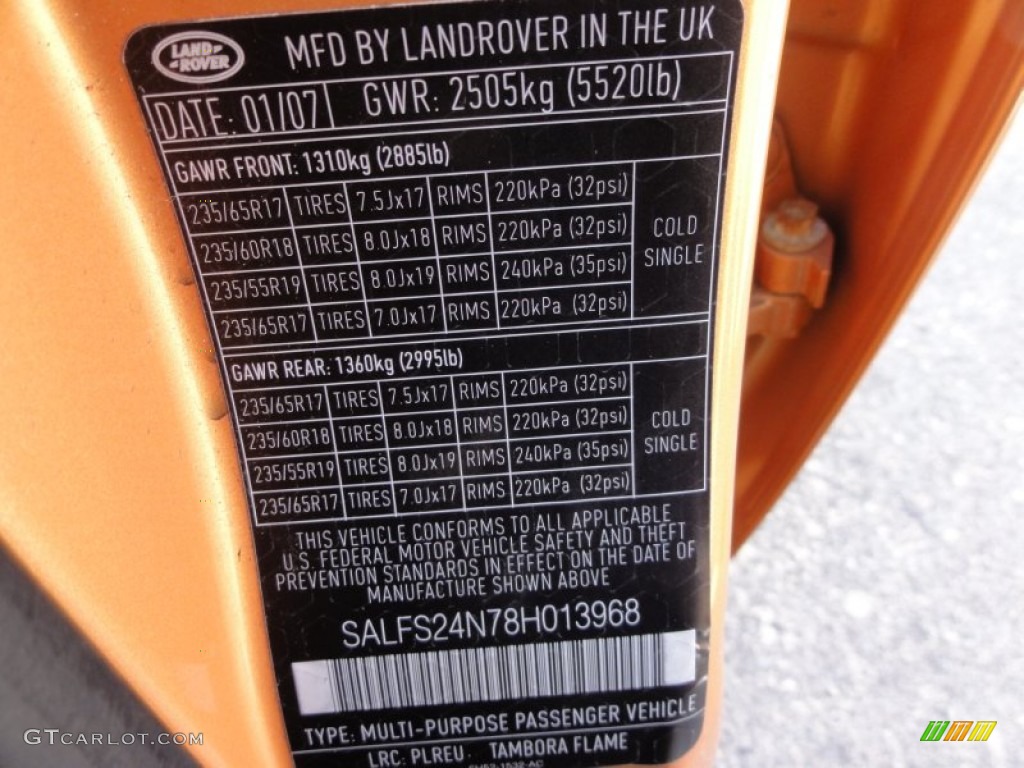 LAND ROVER
MFD BY LANDROVER IN THE UK
DATE: 01/07 GWR: 2505kg (5520lb)
GAWR FRONT: 1310kg (2885lb)
235/65R17 TIRES 7.5Jx17 RIMS 220kPa (32psi)
235/60R18 TIRES 8.0Jx18 RIMS 220kPa (32psi)
235/55R19 TIRES 8.0Jx19 RIMS 240kPa (35psi)
235/65R17 TIRES 7.0Jx17 RIMS 220kPa (32psi)
COLD
SINGLE
GAWR REAR: 1360kg (2995lb)
235/65R17 TIRES 7.5Jx17 RIMS 220kPa (32psi)
235/60R18 TIRES 8.0Jx18 RIMS 220kPa (32psi)
235/55R19 TIRES 8.0Jx19 RIMS 240kPa (35psi)
235/65R17 TIRES 7.0Jx17 RIMS 220kPa (32psi)
COLD
SINGLE
THIS VEHICLE CONFORMS TO ALL APPLICABLE
U.S. FEDERAL MOTOR VEHICLE SAFETY AND THEFT
PREVENTION STANDARDS IN EFFECT ON THE DATE OF
MANUFACTURE SHOWN ABOVE
SALFS24N78H013968
TYPE: MULTI-PURPOSE PASSENGER VEHICLE
LRC: PLREU TAMBORA FLAME
GTCARLOT.COM